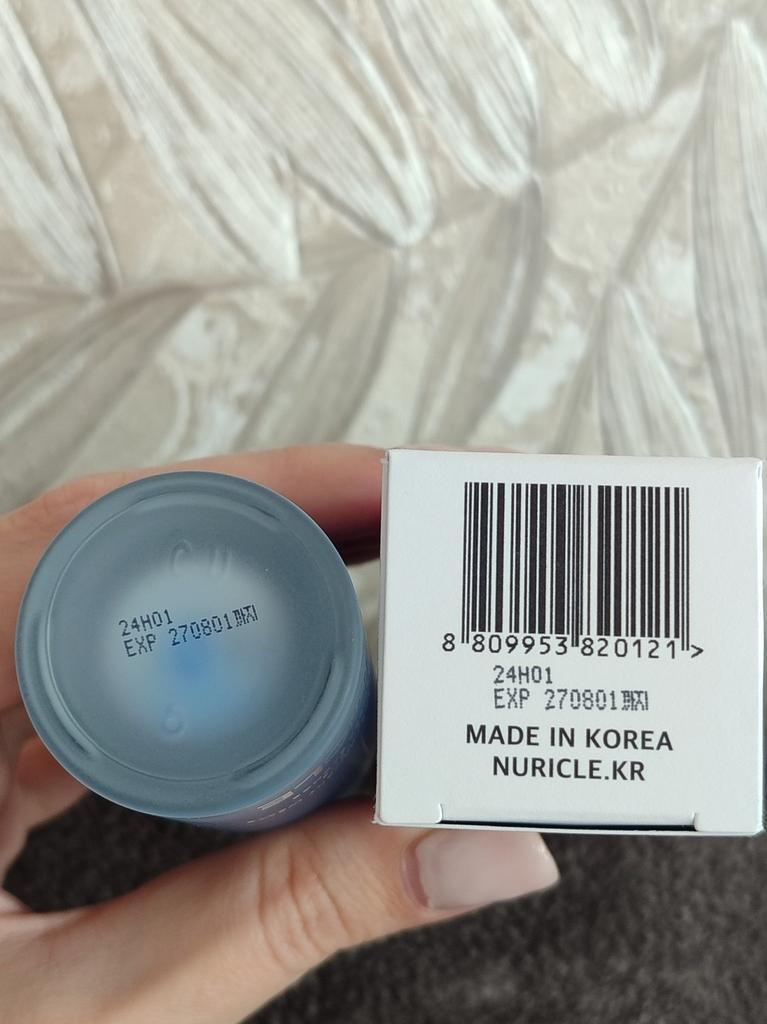 24H01
EXP 270801까지
8 809953 820121 >
24H01
EXP 270801까지
MADE IN KOREA
NURICLE.KR